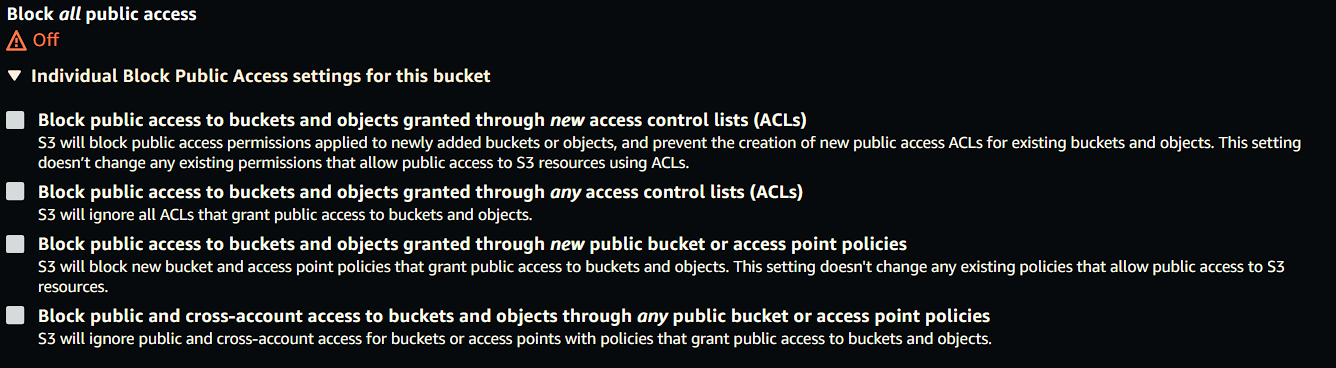 Block all public access
Off
Individual Block Public Access settings for this bucket
Block public access to buckets and objects granted through new access control lists (ACLs)
S3 will block public access permissions applied to newly added buckets or objects, and prevent the creation of new public access ACLs for existing buckets and objects. This setting
doesn’t change any existing permissions that allow public access to S3 resources using ACLs.
Block public access to buckets and objects granted through any access control lists (ACLs)
S3 will ignore all ACLs that grant public access to buckets and objects.
Block public access to buckets and objects granted through new public bucket or access point policies
S3 will block new bucket and access point policies that grant public access to buckets and objects. This setting doesn't change any existing policies that allow public access to S3
resources.
Block public and cross-account access to buckets and objects through any public bucket or access point policies
S3 will ignore public and cross-account access for buckets or access points with policies that grant public access to buckets and objects.